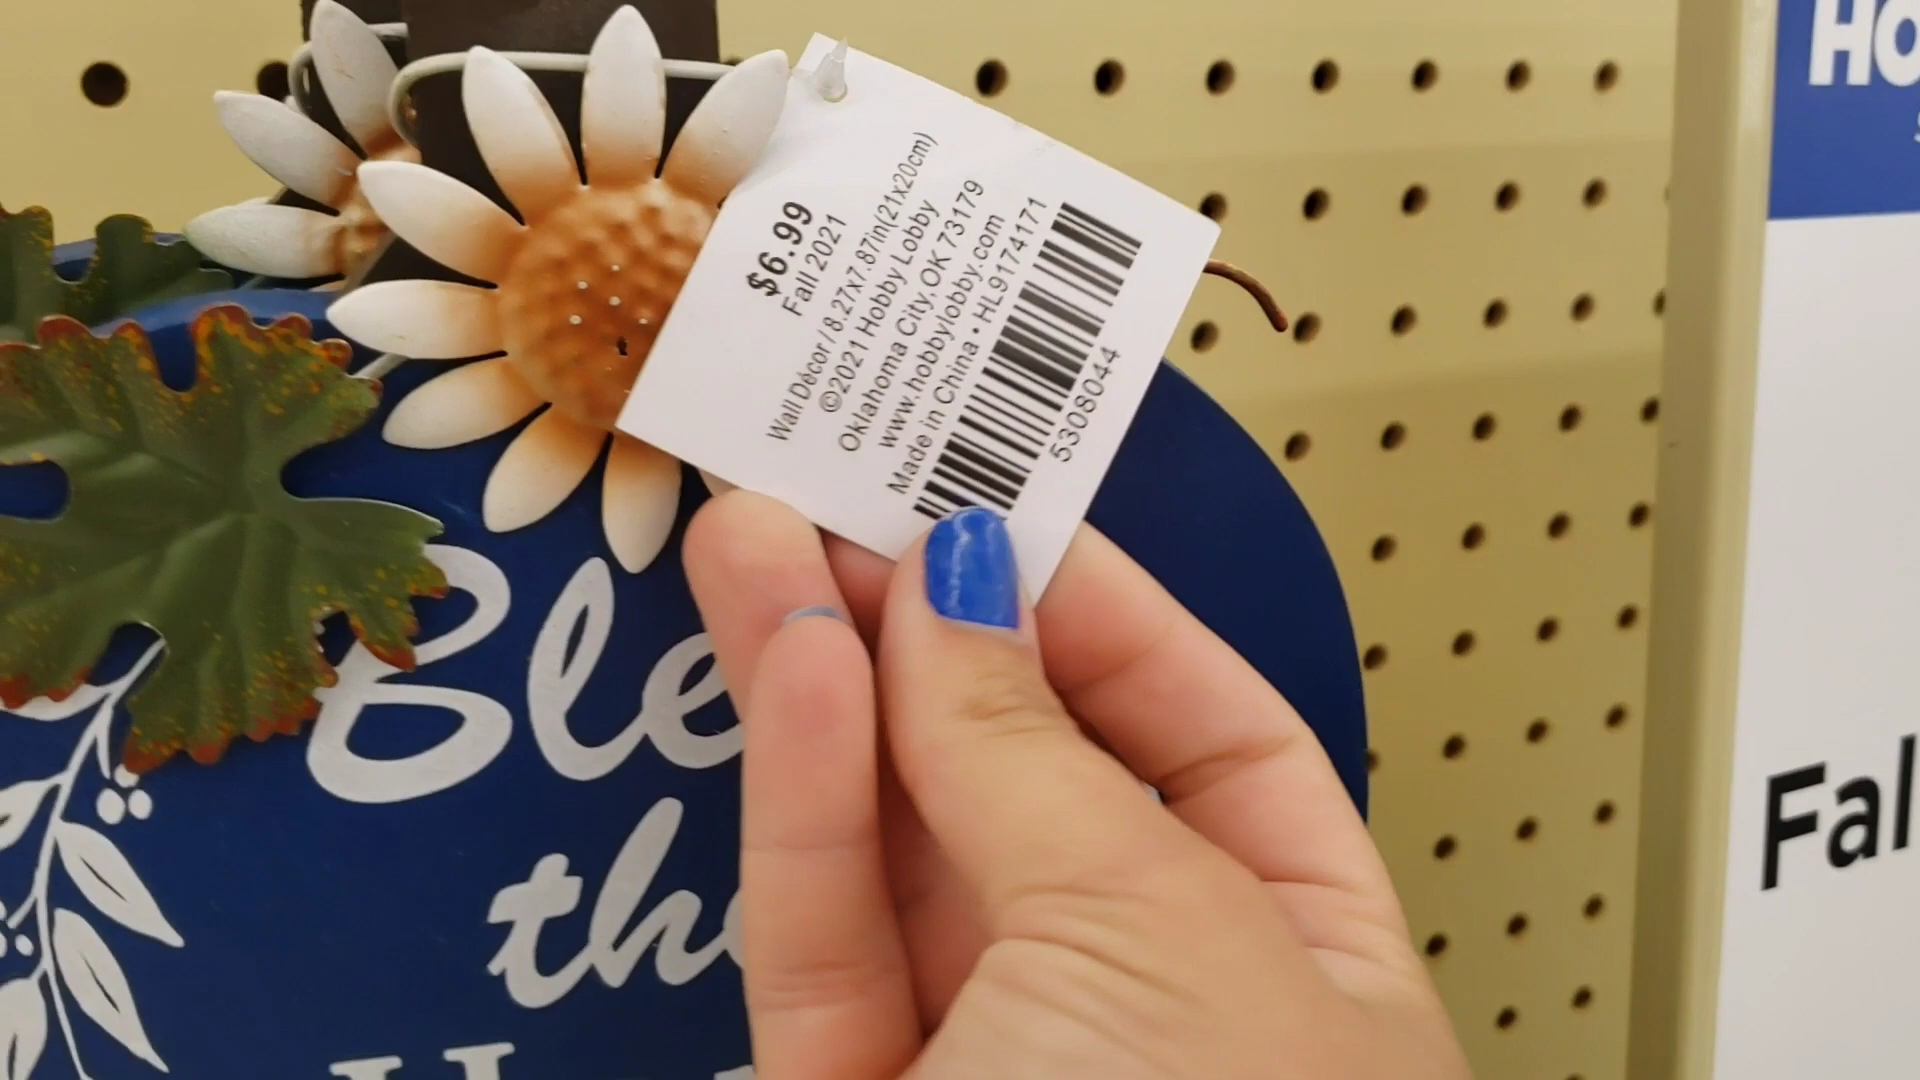 $6.99
Fall 2021
Wall Décor / 8.27x7.87in(21x20cm)
©2021 Hobby Lobby
Oklahoma City, OK 73179
www.hobbylobby.com
Made in China • HL9174171
5308044
Ble
the
Ho
Fal